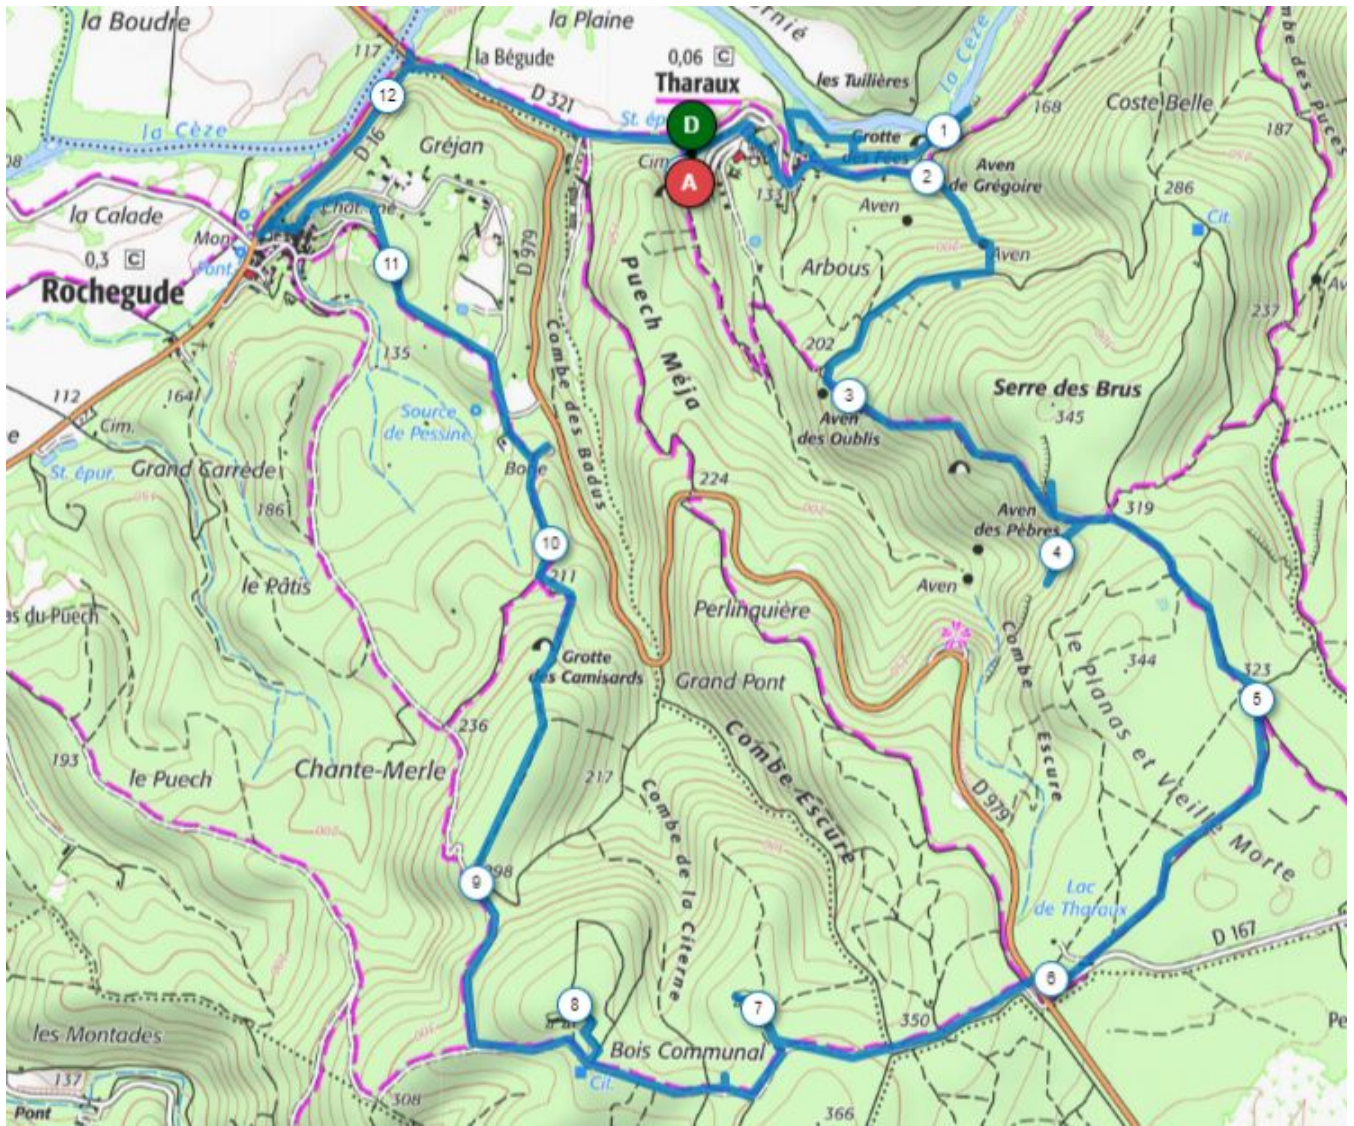 la Boudre
117
la Plaine
la Bégude
0,06 C
Tharaux
les Tuilières
la Cèze
168
Coste Belle
187
12
D 321
D
1
la Cèze
D 16
Gréjan
Cim.
A
Grotte
des Fées
2
Aven
de Grégoire
286
Cit.
la Calade
133
Aven
Aven
0,3 C
Font.
11
D 979
Arbous
Rochegude
Puech Méja
202
237
135
Combe des Badus
112
164
Source
de Pessine
3
Aven
des Oublis
Serre des Brus
345
Cim.
St. épur.
Grand Carrède
186
224
200
Aven
des Pèbres
319
10
4
211
le Pâtis
Aven
Perlinquière
Combe Escure
Grotte
des Camisards
Grand Pont
344
323
5
le Planas et Vieille Morte
236
193
le Puech
Chante-Merle
217
Combe Escure
Combe de la Citerne
D 979
9
Lac
de Tharaux
D 167
6
8
7
350
les Montades
300
Bois Communal
Cit.
137
Pont
308
366